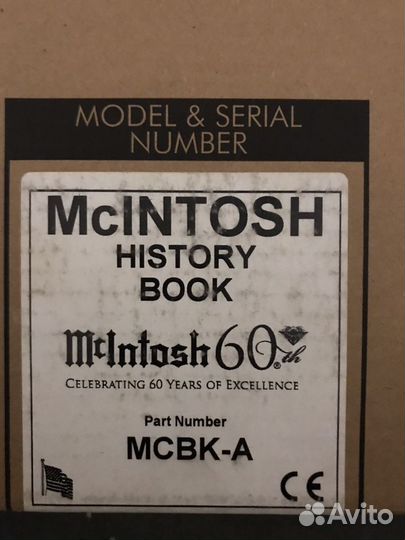 MODEL & SERIAL
NUMBER
McINTOSH
HISTORY
BOOK
McIntosh 60th
CELEBRATING 60 YEARS OF EXCELLENCE
Part Number
MCBK-A
CE
Avito